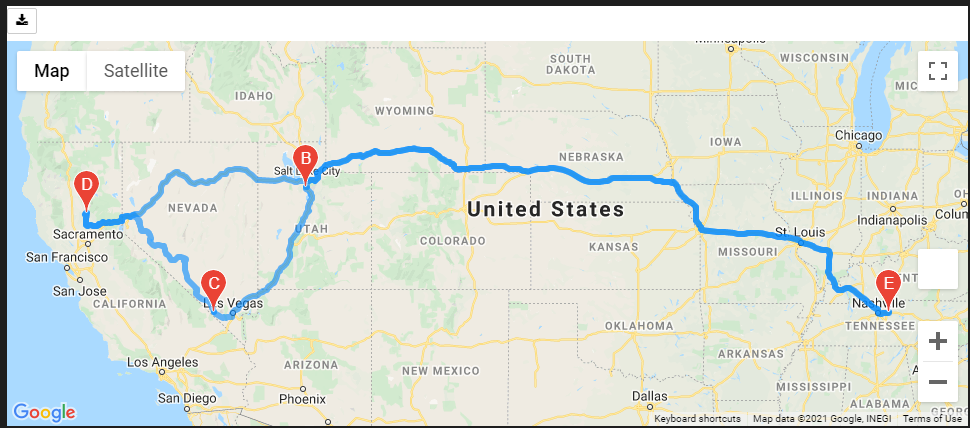 Map
Satellite
SOUTH
DAKOTA
WISCONSIN
IDAHO
WYOMING
IOWA
Chicago
NEBRASKA
B
Salt Lake City
D
ILLINOIS
INDIANA
NEVADA
United States
Indianapolis
Sacramento
UTAH
St. Louis
San Francisco
COLORADO
KANSAS
MISSOURI
San Jose
C
E
CALIFORNIA
Las Vegas
Nashville
OKLAHOMA
TENNESSEE
Los Angeles
ARIZONA
NEW MEXICO
ARKANSAS
San Diego
Phoenix
Dallas
MISSISSIPPI
ALABAMA
Google
Keyboard shortcuts
Map data ©2021 Google, INEGI
Terms of Use